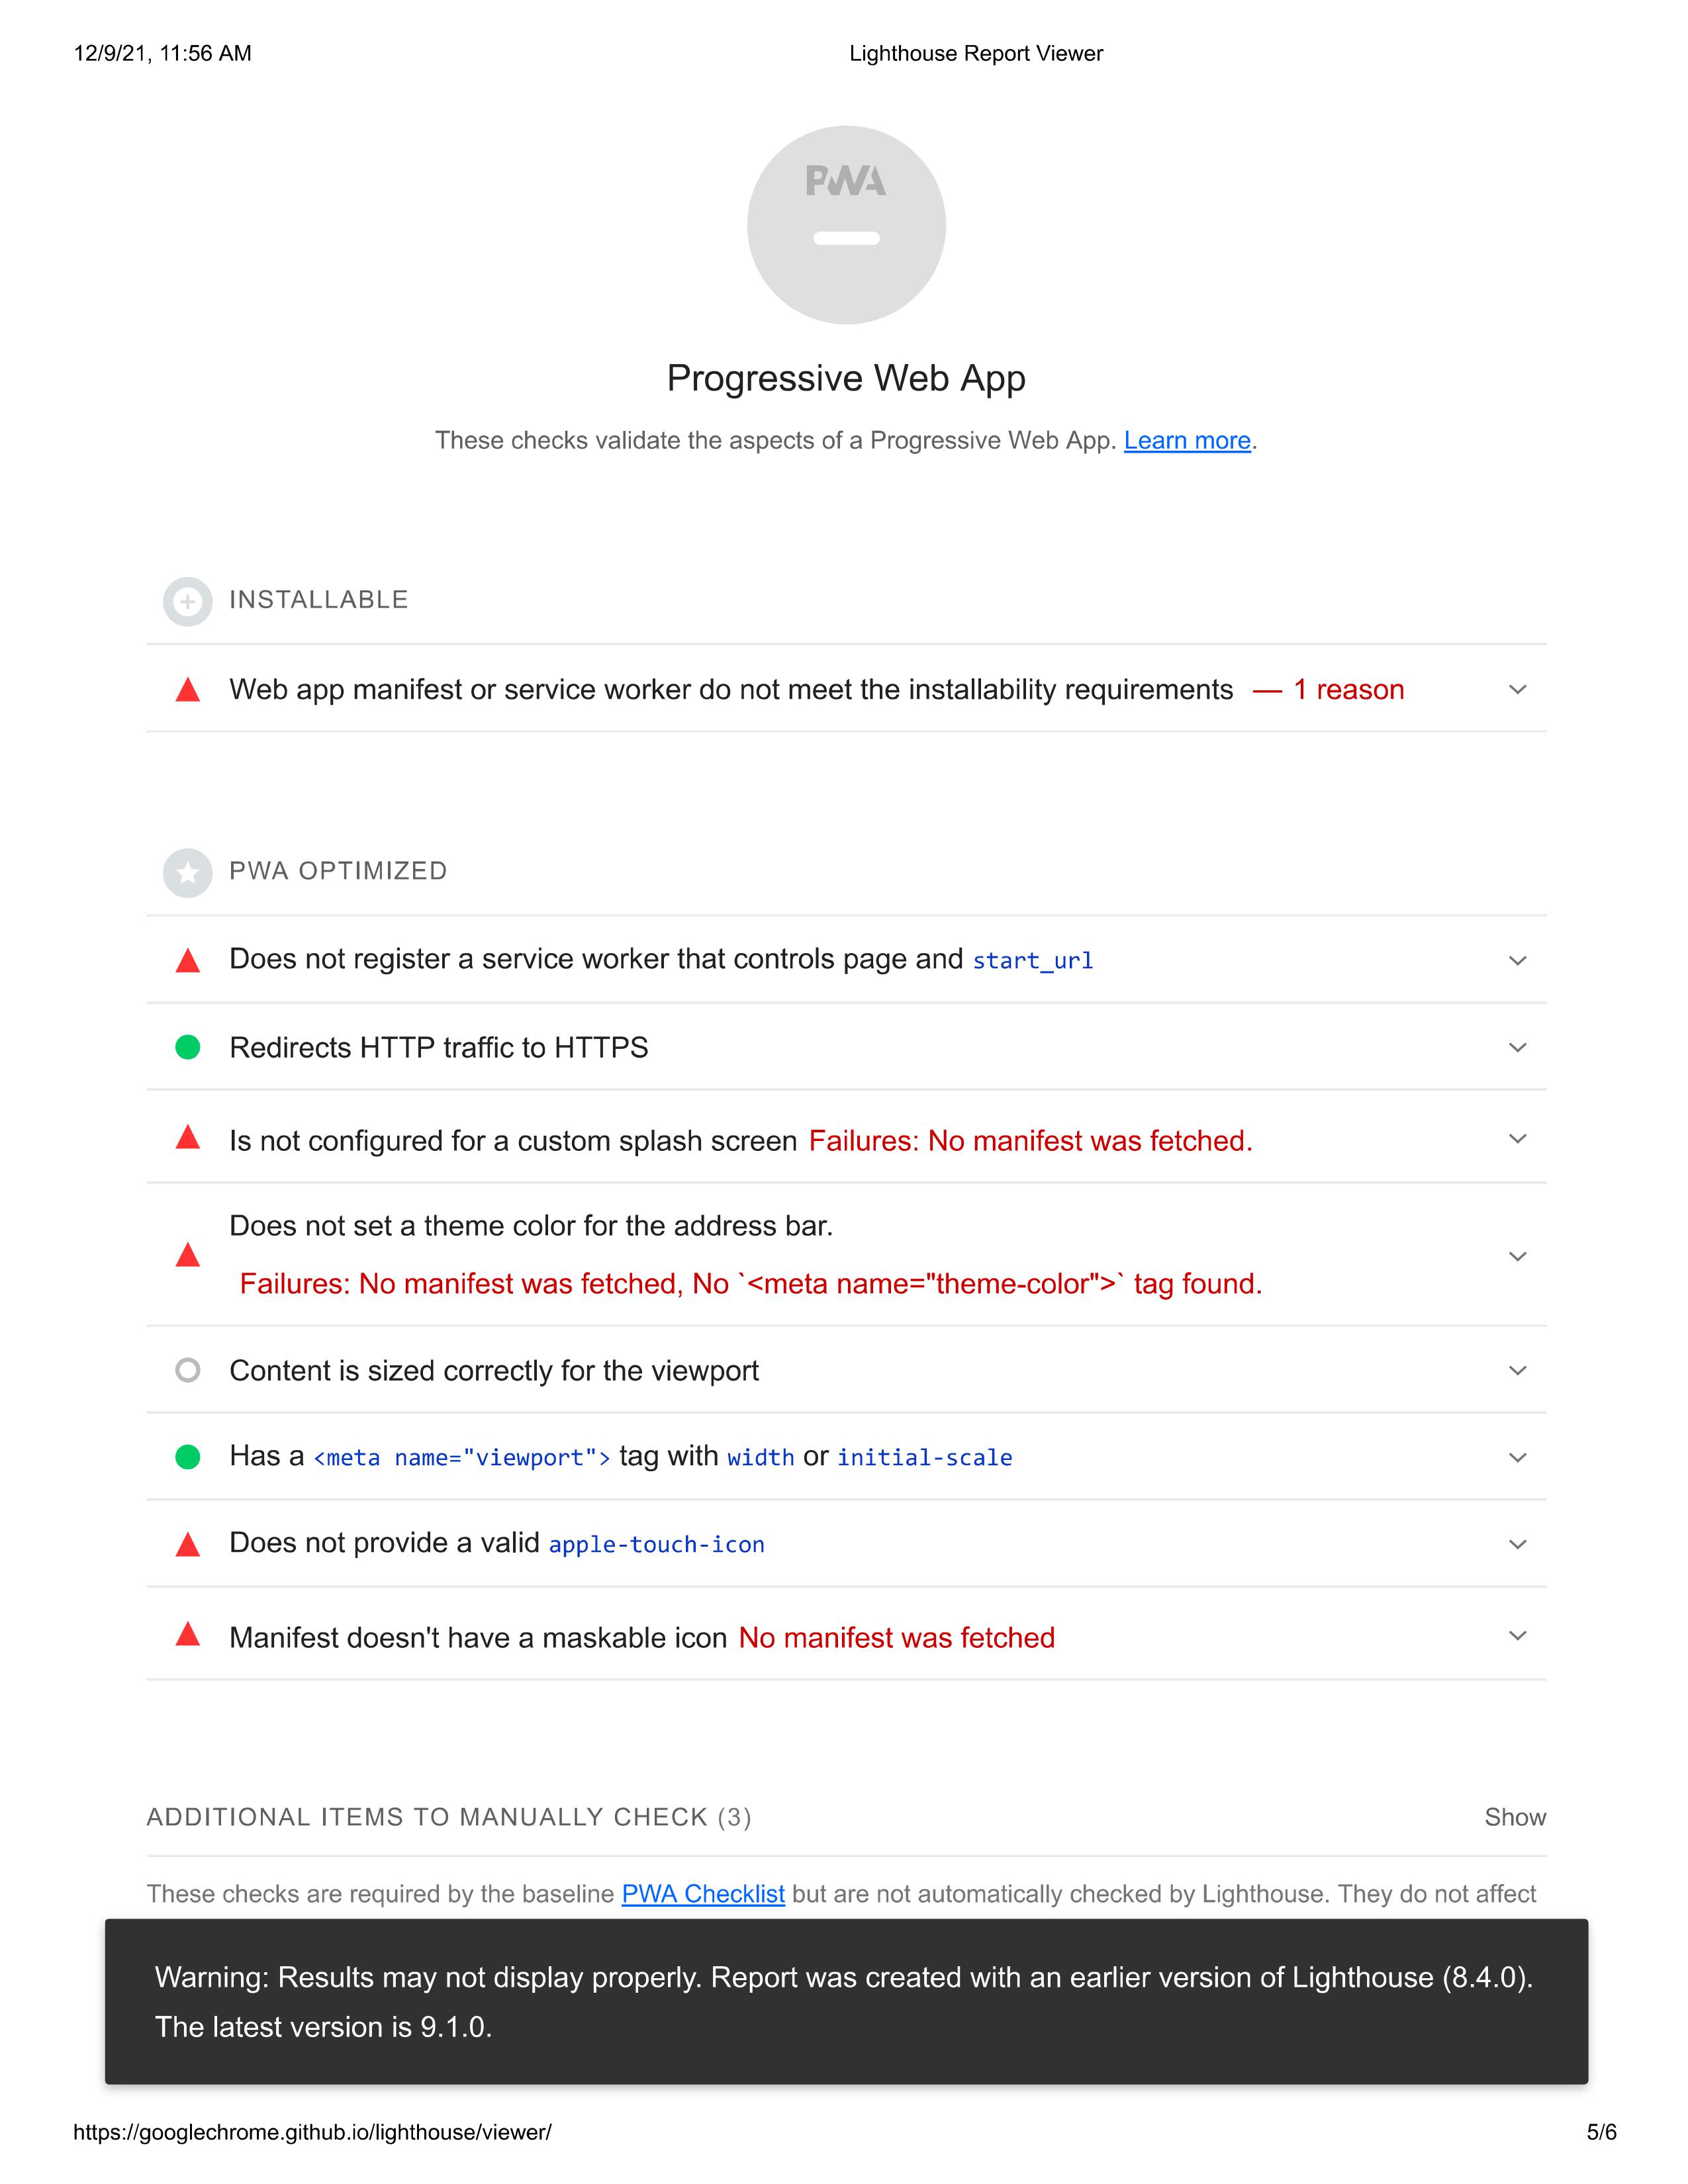 12/9/21, 11:56 AM
Lighthouse Report Viewer
PWA
Progressive Web App
These checks validate the aspects of a Progressive Web App. Learn more.
INSTALLABLE
Web app manifest or service worker do not meet the installability requirements — 1 reason
PWA OPTIMIZED
Does not register a service worker that controls page and start_url
Redirects HTTP traffic to HTTPS
Is not configured for a custom splash screen Failures: No manifest was fetched.
Does not set a theme color for the address bar.
Failures: No manifest was fetched, No `<meta name="theme-color">` tag found.
Content is sized correctly for the viewport
Has a <meta name="viewport"> tag with width or initial-scale
Does not provide a valid apple-touch-icon
Manifest doesn't have a maskable icon No manifest was fetched
ADDITIONAL ITEMS TO MANUALLY CHECK (3)
Show
These checks are required by the baseline PWA Checklist but are not automatically checked by Lighthouse. They do not affect
Warning: Results may not display properly. Report was created with an earlier version of Lighthouse (8.4.0).
The latest version is 9.1.0.
https://googlechrome.github.io/lighthouse/viewer/
5/6